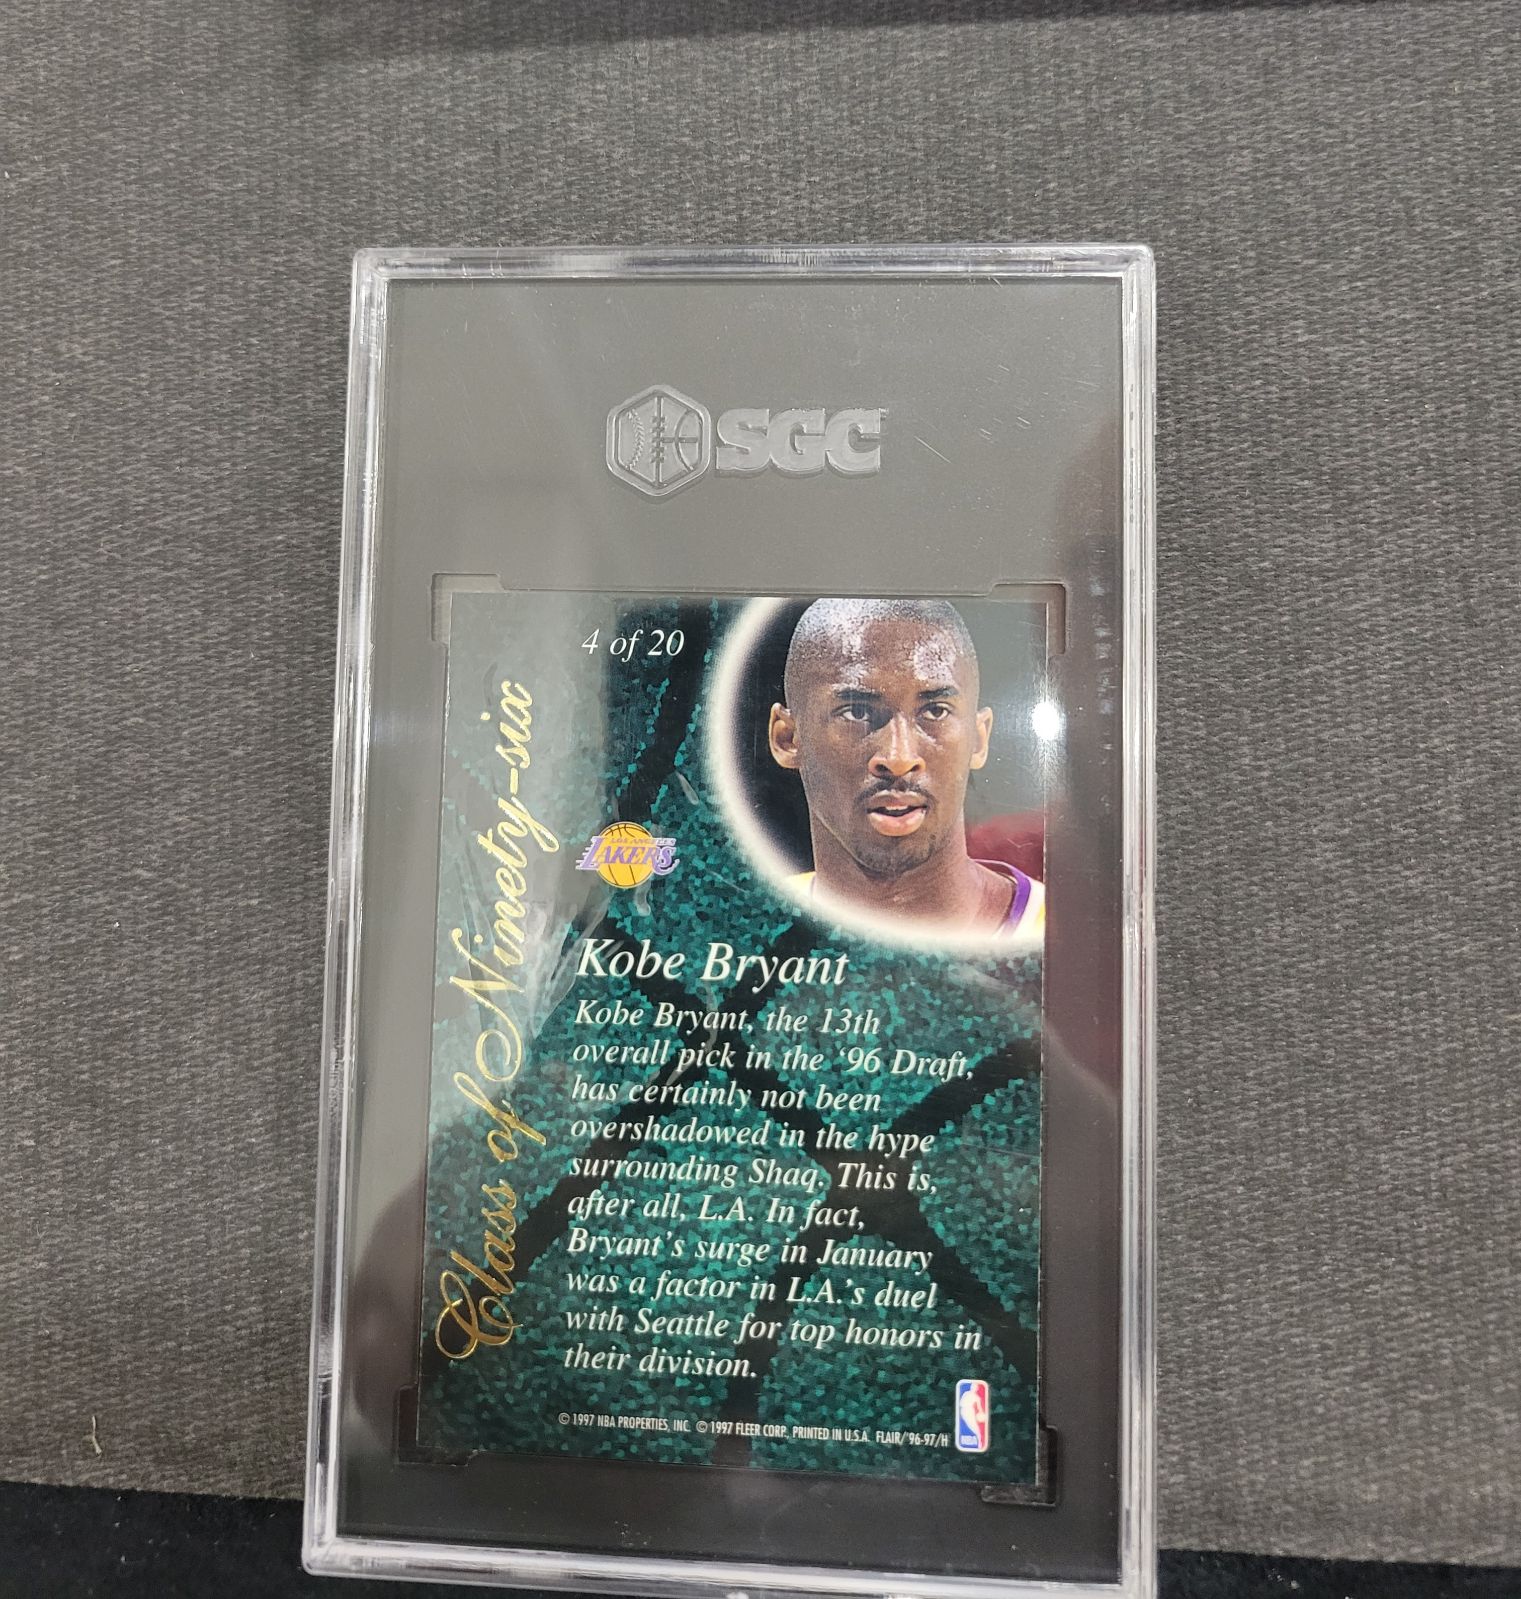 SGC
4 of 20
Class of Ninety-six
LOS ANGELES
LAKERS
Kobe Bryant
Kobe Bryant, the 13th
overall pick in the '96 Draft,
has certainly not been
overshadowed in the hype
surrounding Shaq. This is,
after all, L.A. In fact,
Bryant's surge in January
was a factor in L.A.'s duel
with Seattle for top honors in
their division.
© 1997 NBA PROPERTIES, INC. © 1997 FLEER CORP., PRINTED IN U.S.A. FLAIR/'96-97/H
NBA